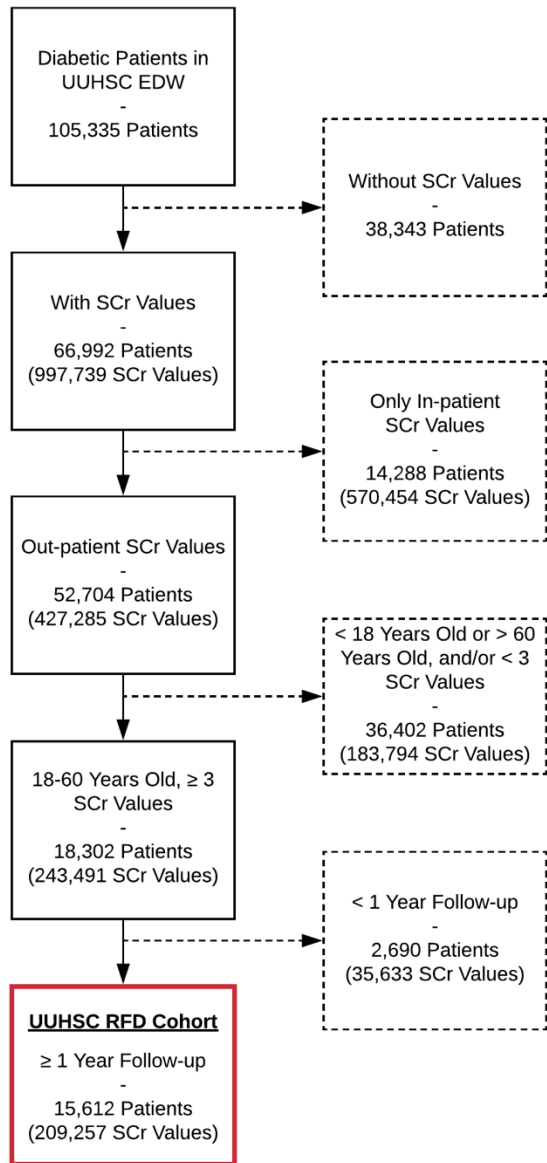 Diabetic Patients in
UUHSC EDW
-
105,335 Patients
Without SCr Values
-
38,343 Patients
With SCr Values
-
66,992 Patients
(997,739 SCr Values)
Only In-patient
SCr Values
-
14,288 Patients
(570,454 SCr Values)
Out-patient SCr Values
-
52,704 Patients
(427,285 SCr Values)
< 18 Years Old or > 60
Years Old, and/or < 3
SCr Values
-
36,402 Patients
(183,794 SCr Values)
18-60 Years Old, ≥ 3
SCr Values
-
18,302 Patients
(243,491 SCr Values)
< 1 Year Follow-up
-
2,690 Patients
(35,633 SCr Values)
UUHSC RFD Cohort
≥ 1 Year Follow-up
-
15,612 Patients
(209,257 SCr Values)